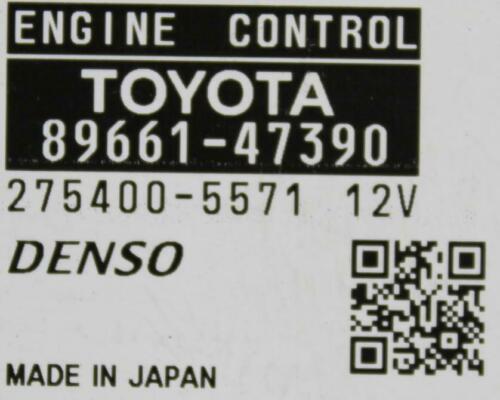 ENGINE CONTROL
TOYOTA
89661-47390
275400-5571 12V
DENSO
MADE IN JAPAN